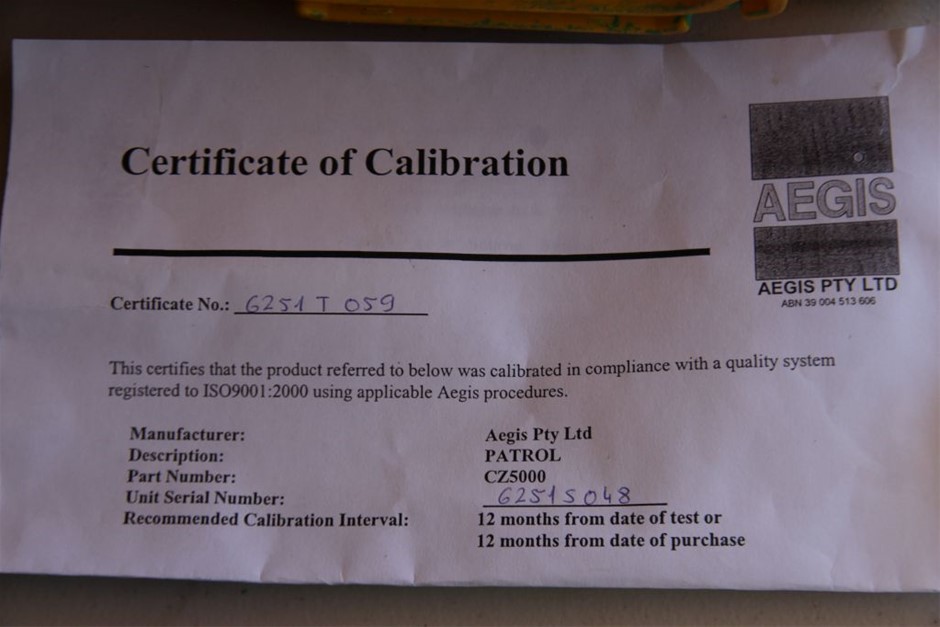 Certificate of Calibration
AEGIS
AEGIS PTY LTD
ABN 39 004 513 606
Certificate No.: 6251 T 059
This certifies that the product referred to below was calibrated in compliance with a quality system
registered to ISO9001:2000 using applicable Aegis procedures.
Manufacturer: Aegis Pty Ltd
Description: PATROL
Part Number: CZ5000
Unit Serial Number: 6251S048
Recommended Calibration Interval: 12 months from date of test or
12 months from date of purchase